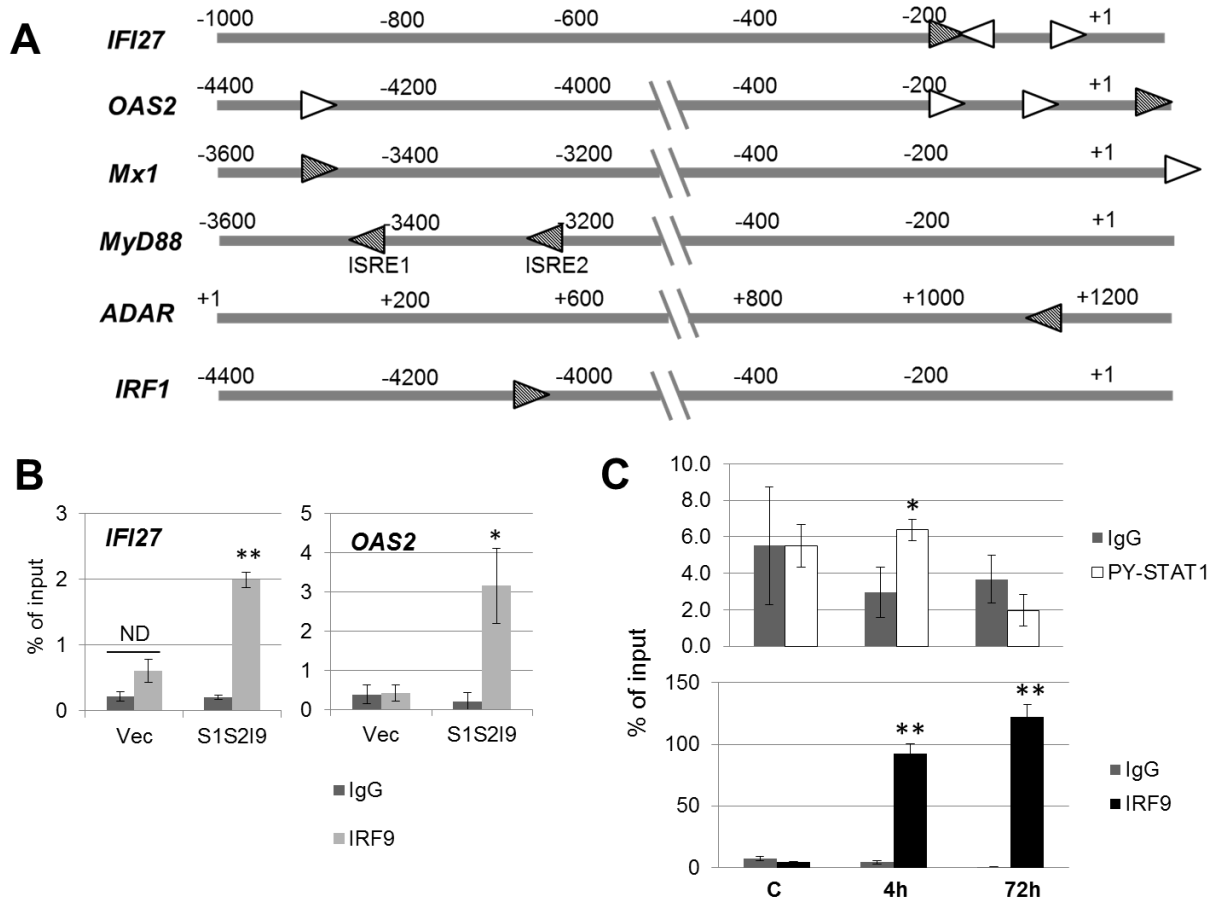 A
-1000 -800 -600 -400 -200 +1
IFI27
-4400 -4200 -4000 -200 +1
OAS2
-3600 -3400 -3200 -400 -200 +1
Mx1
-3600 -3400 -3200 -400 -200 +1
MyD88
ISRE1 ISRE2
+1 +200 +600 +800 +1000 +1200
ADAR
-4400 -4200 -4000 -400 -200 +1
IRF1
B
% of input
3
2
1
0
IFI27
ND
**
Vec S1S2I9
5
4
3
2
1
0
OAS2
*
Vec S1S2I9
IgG
IRF9
C
% of input
10.0
8.0
6.0
4.0
2.0
0.0
*
IgG
PY-STAT1
150
100
50
0
**
**
IgG
IRF9
C 4h 72h